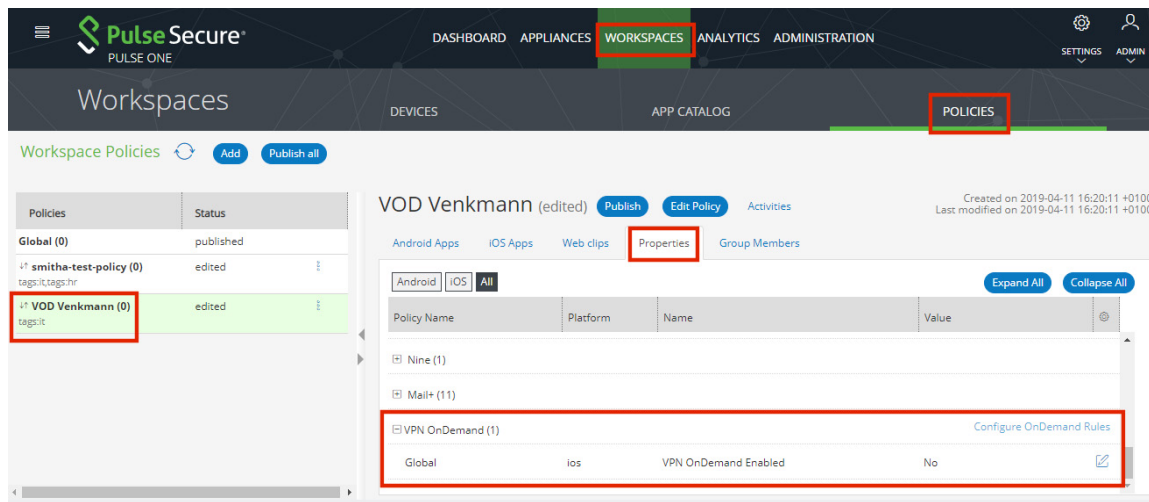 Pulse Secure
PULSE ONE
DASHBOARD APPLIANCES WORKSPACES ANALYTICS ADMINISTRATION
SETTINGS ADMIN
Workspaces
DEVICES APP CATALOG POLICIES
Workspace Policies Add Publish all
Policies Status
Global (0) published
smitha-test-policy (0) edited
tags:it,tags:hr
VOD Venkmann (0) edited
tags:it
VOD Venkmann (edited) Publish Edit Policy Activities
Created on 2019-04-11 16:20:11 +0100
Last modified on 2019-04-11 16:20:11 +0100
Android Apps iOS Apps Web clips Properties Group Members
Android iOS All Expand All Collapse All
Policy Name Platform Name Value
Nine (1)
Mail+ (11)
VPN OnDemand (1) Configure OnDemand Rules
Global ios VPN OnDemand Enabled No